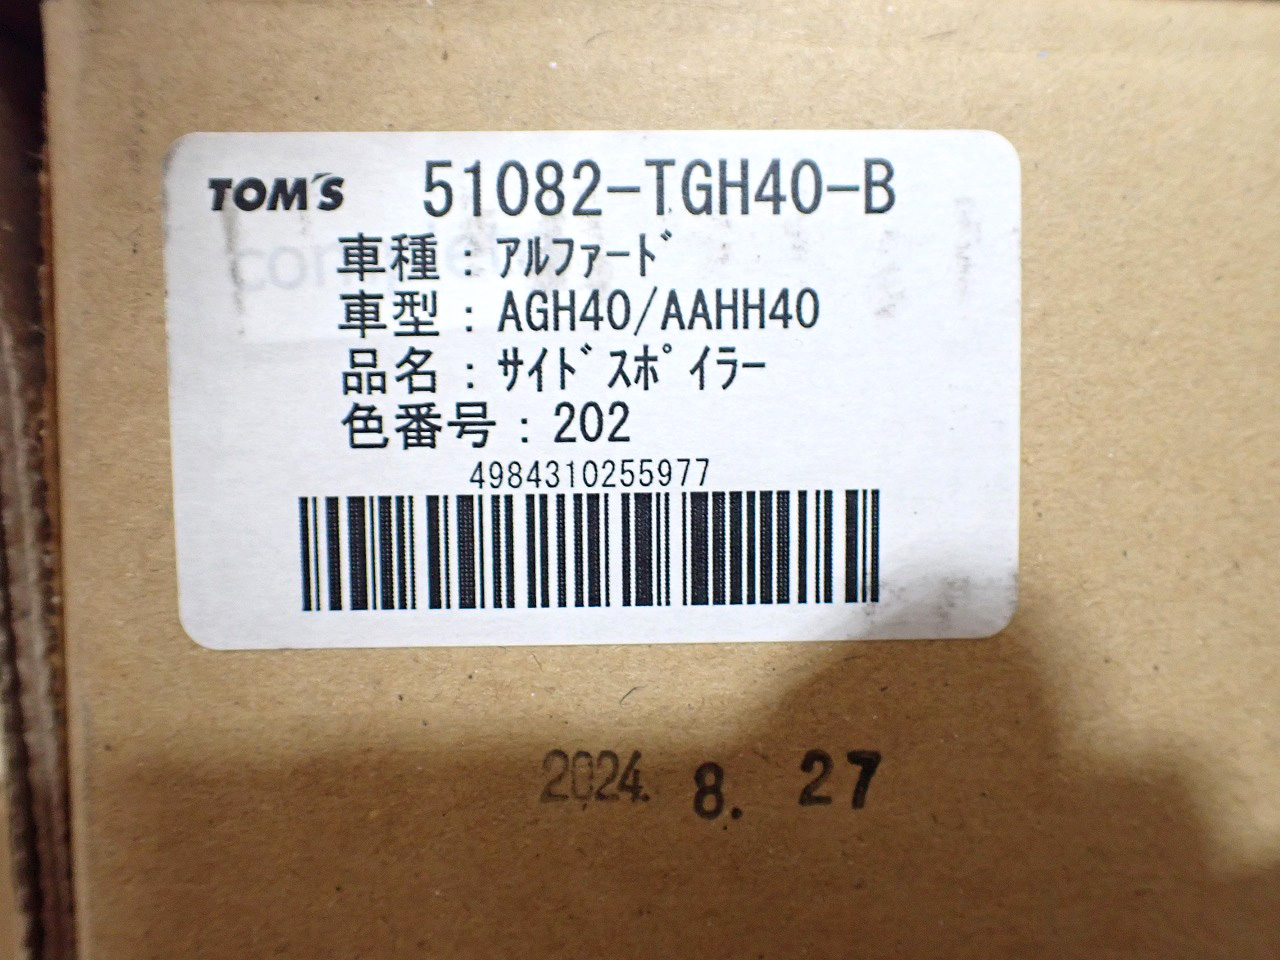 TOM'S 51082-TGH40-B
車種 : ｱﾙﾌｧｰﾄﾞ
車型 : AGH40/AAHH40
品名 : ｻｲﾄﾞｽﾎﾟｲﾗｰ
色番号 : 202
4984310255977
2024. 8. 27